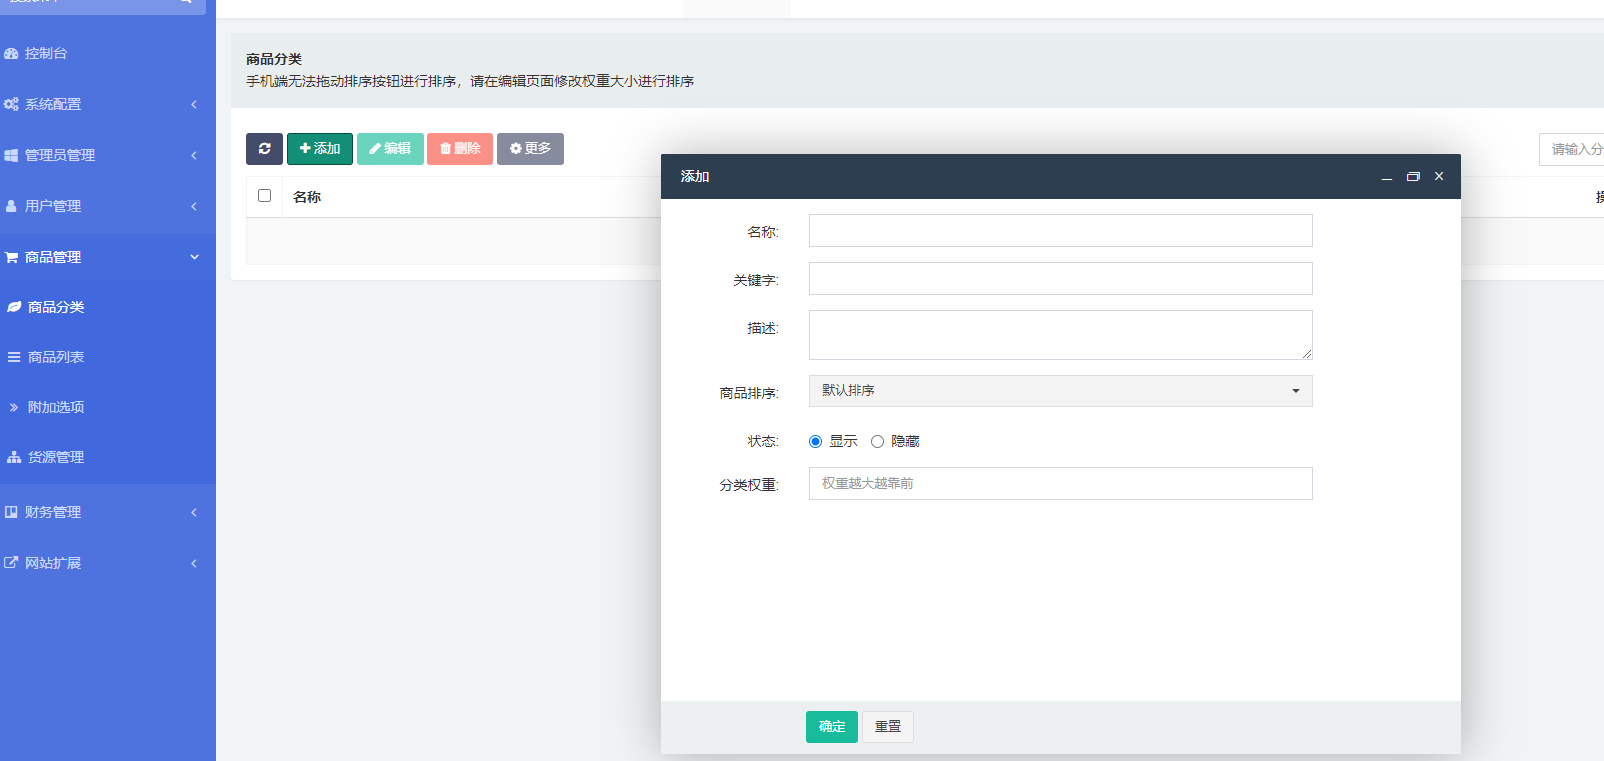 控制台
系统配置
管理员管理
用户管理
商品管理
商品分类
商品列表
附加选项
货源管理
财务管理
网站扩展
商品分类
手机端无法拖动排序按钮进行排序，请在编辑页面修改权重大小进行排序
添加 编辑 删除 更多
请输入分
名称
添加
名称:
关键字:
描述:
商品排序: 默认排序
状态: 显示 隐藏
分类权重: 权重越大越靠前
确定 重置